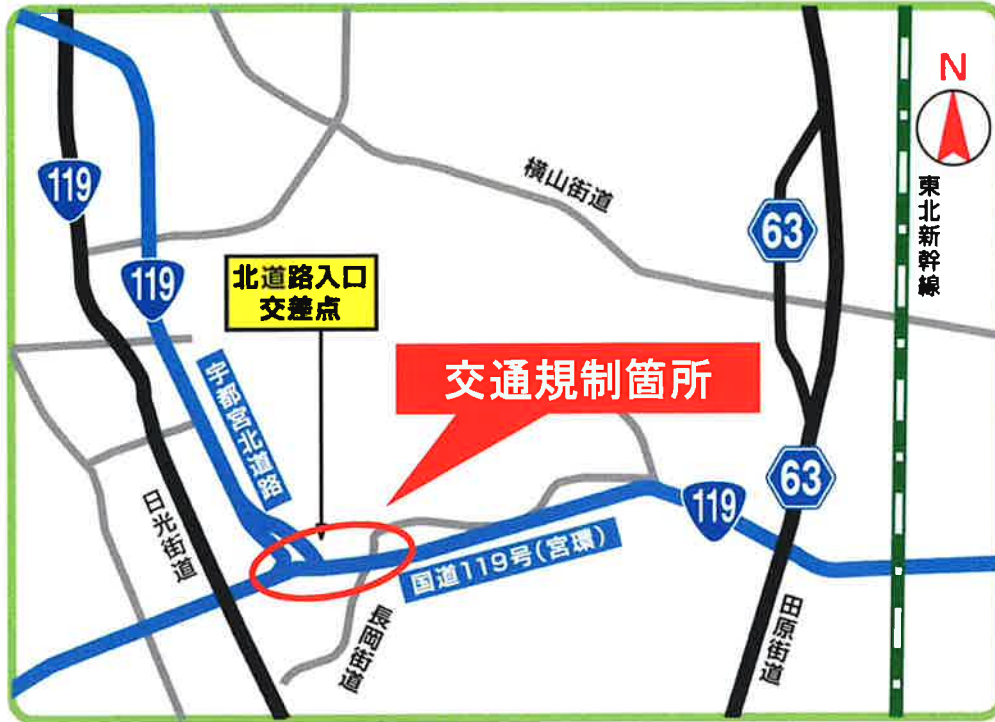 N
東北新幹線
119
119
横山街道
63
北道路入口
交差点
交通規制箇所
宇都宮北道路
日光街道
63
119
国道119号(宮環)
長岡街道
田原街道